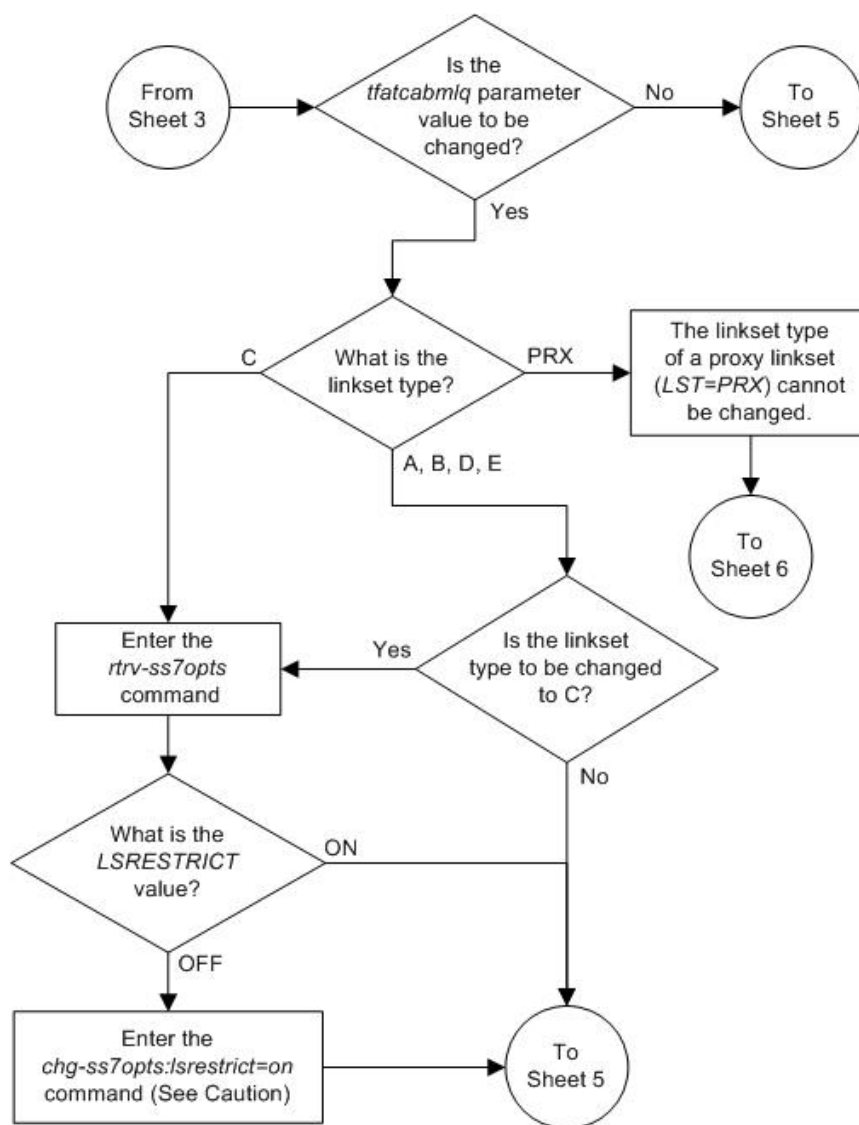 From
Sheet 3
Is the
tfatcabmlq parameter
value to be
changed?
No
To
Sheet 5
Yes
C
What is the
linkset type?
PRX
The linkset type
of a proxy linkset
(LST=PRX) cannot
be changed.
A, B, D, E
To
Sheet 6
Enter the
rtrv-ss7opts
command
Yes
Is the linkset
type to be changed
to C?
No
What is the
LSRESTRICT
value?
ON
OFF
Enter the
chg-ss7opts:lsrestrict=on
command (See Caution)
To
Sheet 5